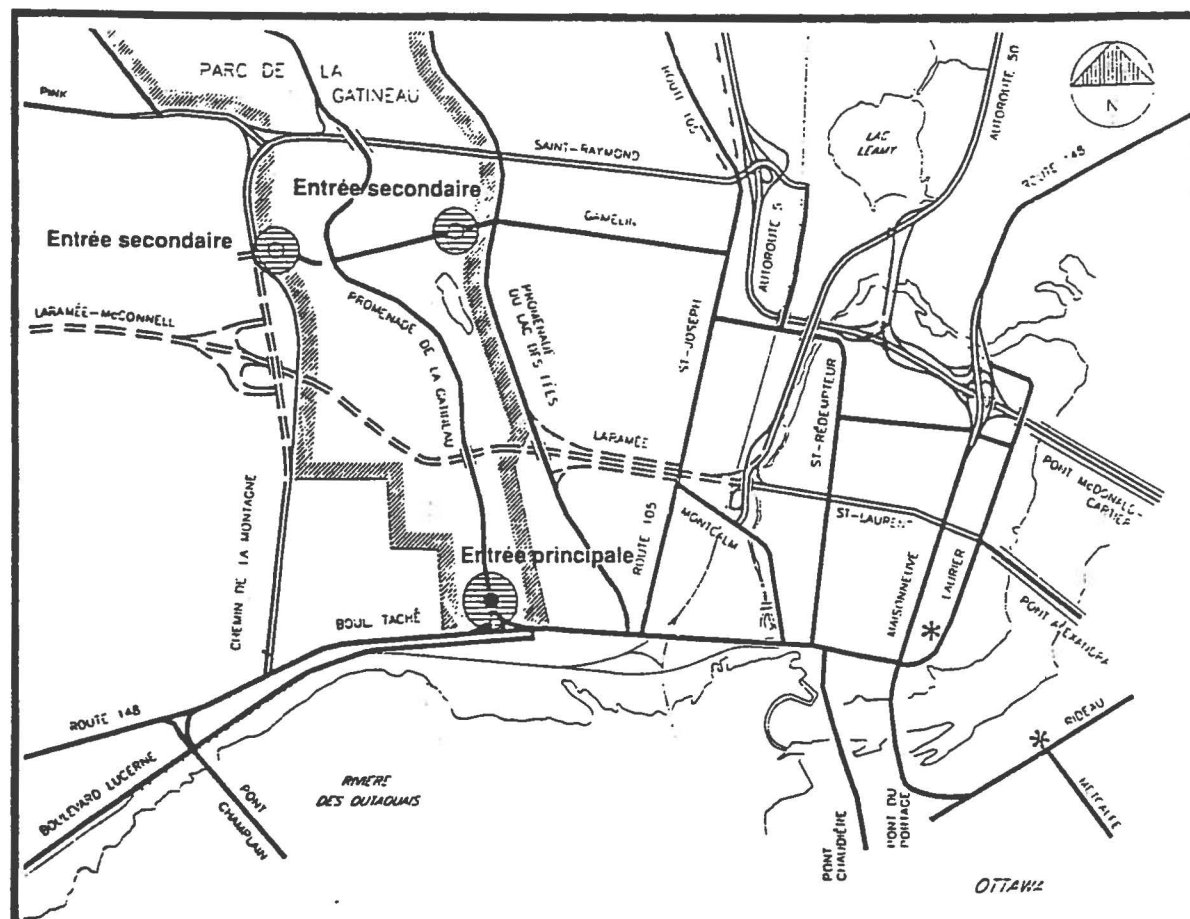 PARC DE LA
GATINEAU
PINK
SAINT-RAYMOND
ROUTE 105
LAC
LEAMY
AUTOROUTE 50
N
ROUTE 148
Entrée secondaire
Entrée secondaire
GAMELIN
AUTOROUTE 5
LARAMÉE-McCONNELL
PROMENADE DE LA GATINEAU
PROMENADE
DU LAC DES FÉES
ST-JOSEPH
ST-RÉDEMPTEUR
LARAMÉE
PONT McDONALD-
CARTIER
ST-LAURENT
MONTCALM
ROUTE 105
Entrée principale
CHEMIN DE LA MONTAGNE
BOUL TACHÉ
MAISONNEUVE
LAURIER
PONT ALEXANDRA
ROUTE 148
RIDEAU
BOULEVARD LUCERNE
PONT
CHAMPLAIN
RIVIÈRE
DES OUTAOUAIS
PONT
CHAUDIÈRE
PONT DU
PORTAGE
METCALFE
OTTAWA